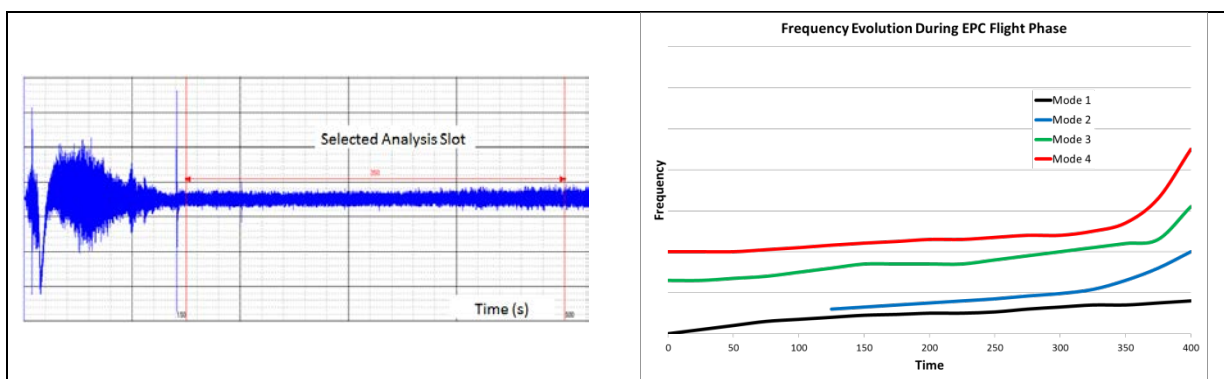 Selected Analysis Slot
350
Time (s)
150
500
Frequency Evolution During EPC Flight Phase
Mode 1
Mode 2
Mode 3
Mode 4
Frequency
0 50 100 150 200 250 300 350 400
Time